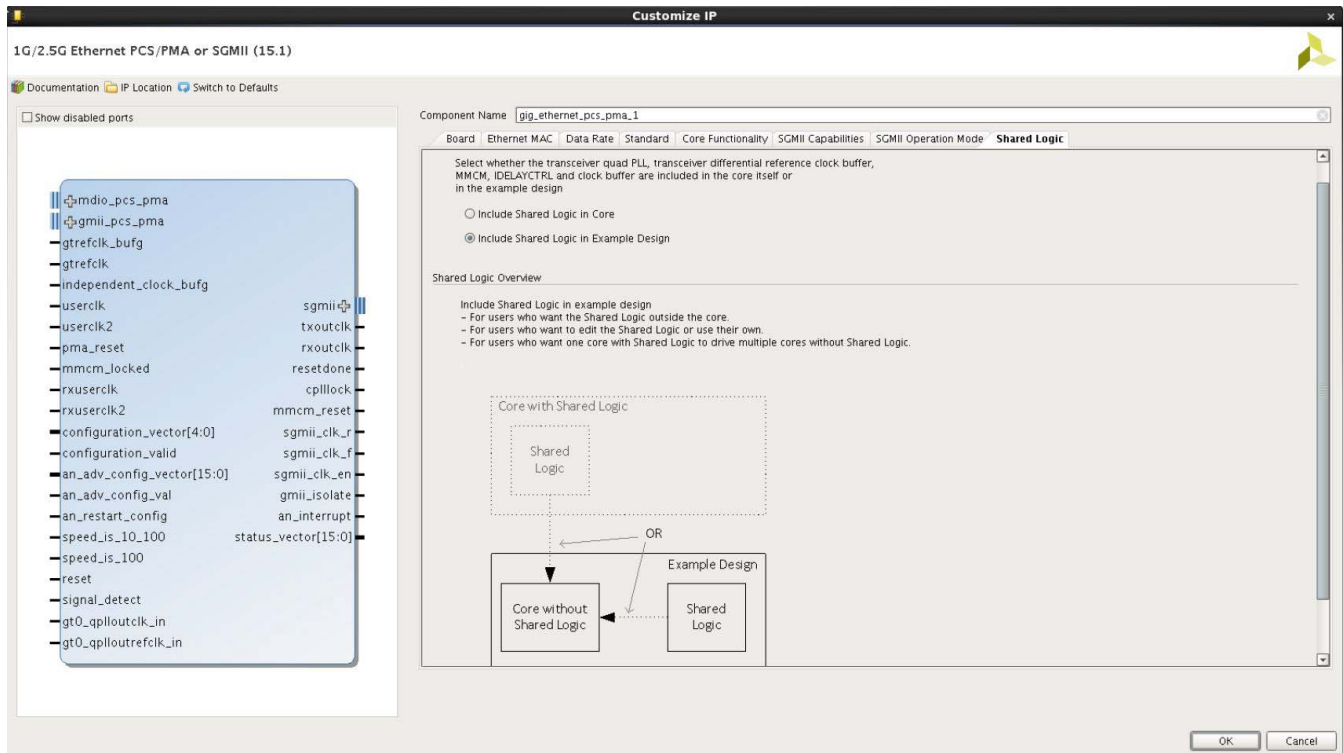 Customize IP
1G/2.5G Ethernet PCS/PMA or SGMII (15.1)
Documentation IP Location Switch to Defaults
Show disabled ports
mdio_pcs_pma
gmii_pcs_pma
gtrefclk_bufg
gtrefclk
independent_clock_bufg
userclk
userclk2
pma_reset
mmcm_locked
rxuserclk
rxuserclk2
configuration_vector[4:0]
configuration_valid
an_adv_config_vector[15:0]
an_adv_config_val
an_restart_config
speed_is_10_100
speed_is_100
reset
signal_detect
gt0_qplloutclk_in
gt0_qplloutrefclk_in
sgmii
txoutclk
rxoutclk
resetdone
cplllock
mmcm_reset
sgmii_clk_r
sgmii_clk_f
sgmii_clk_en
gmii_isolate
an_interrupt
status_vector[15:0]
Component Name gig_ethernet_pcs_pma_1
Board Ethernet MAC Data Rate Standard Core Functionality SGMII Capabilities SGMII Operation Mode Shared Logic
Select whether the transceiver quad PLL, transceiver differential reference clock buffer,
MMCM, IDELAYCTRL and clock buffer are included in the core itself or
in the example design
Include Shared Logic in Core
Include Shared Logic in Example Design
Shared Logic Overview
Include Shared Logic in example design
- For users who want the Shared Logic outside the core.
- For users who want to edit the Shared Logic or use their own.
- For users who want one core with Shared Logic to drive multiple cores without Shared Logic.
Core with Shared Logic
Shared
Logic
OR
Example Design
Core without
Shared Logic
Shared
Logic
OK Cancel